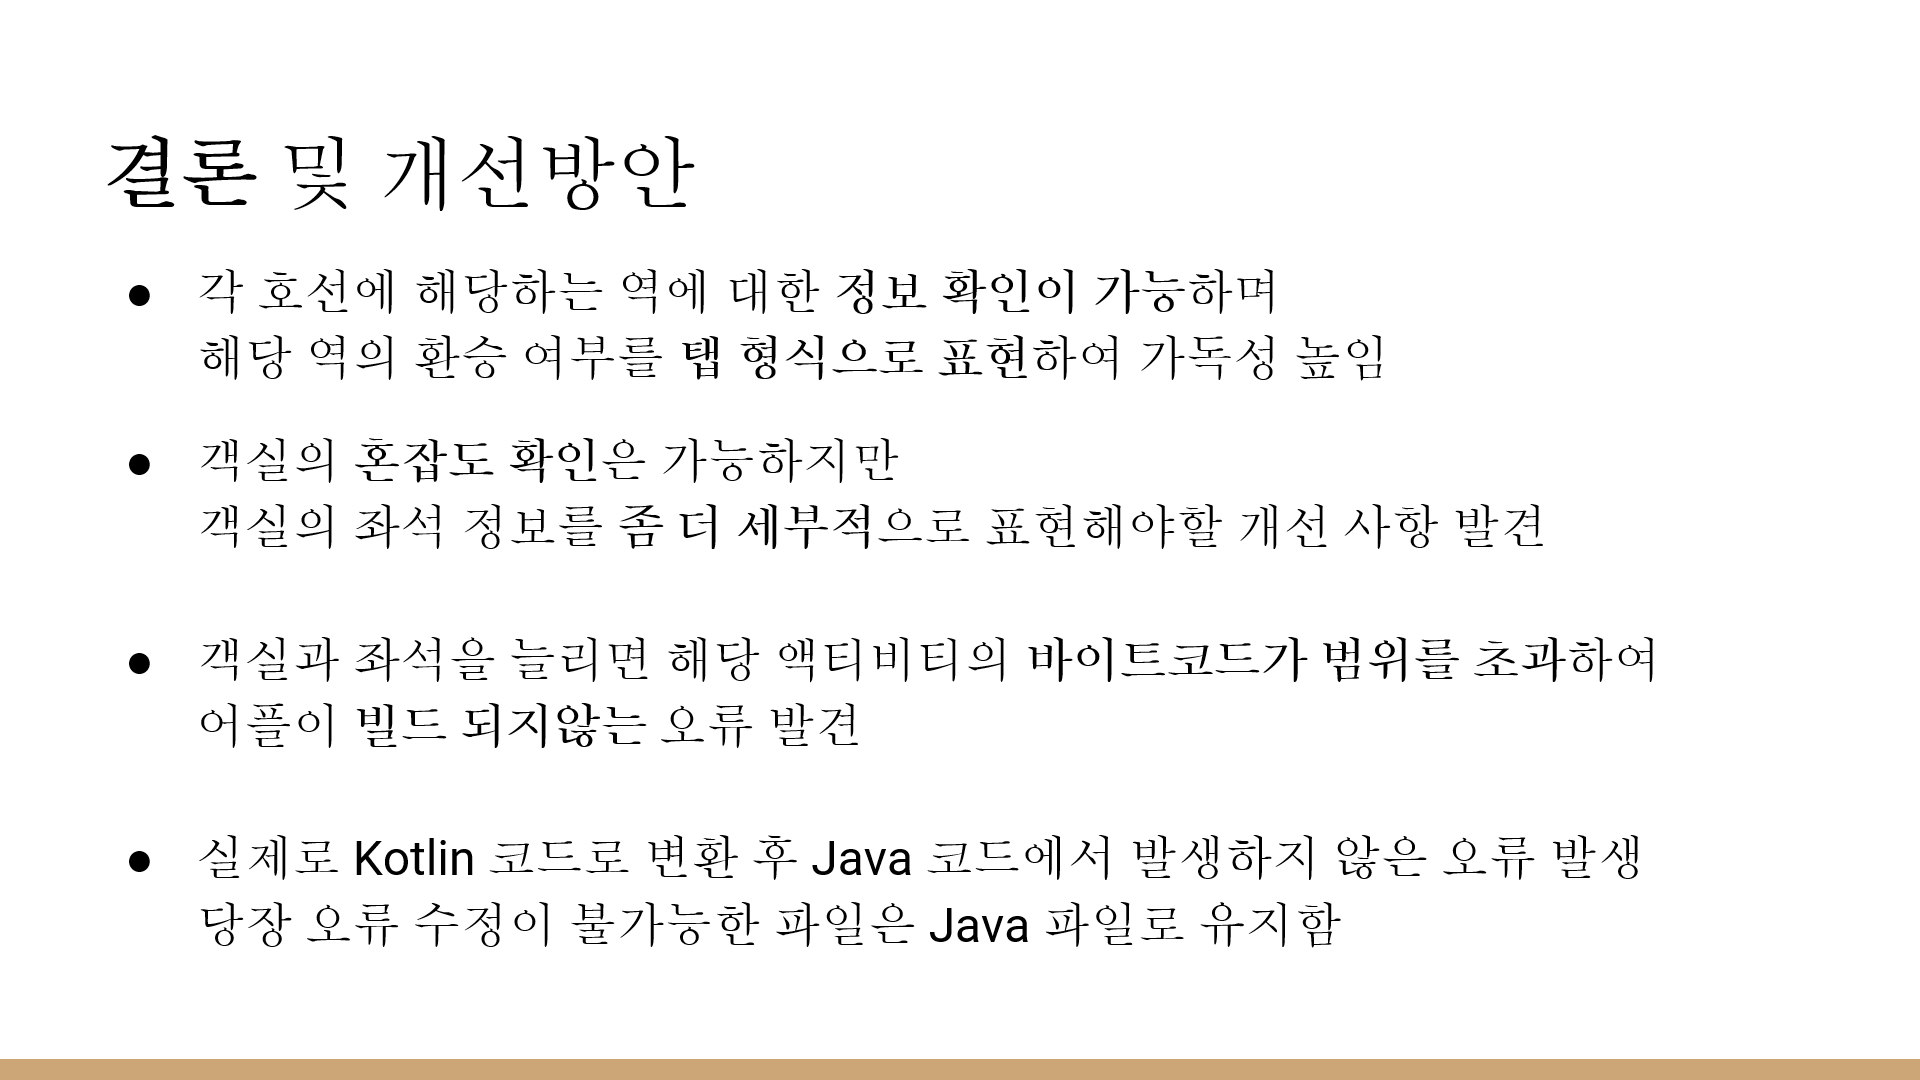 결론 및 개선방안
● 각 호선에 해당하는 역에 대한 정보 확인이 가능하며
해당 역의 환승 여부를 탭 형식으로 표현하여 가독성 높임
● 객실의 혼잡도 확인은 가능하지만
객실의 좌석 정보를 좀 더 세부적으로 표현해야할 개선 사항 발견
● 객실과 좌석을 늘리면 해당 액티비티의 바이트코드가 범위를 초과하여
어플이 빌드 되지않는 오류 발견
● 실제로 Kotlin 코드로 변환 후 Java 코드에서 발생하지 않은 오류 발생
당장 오류 수정이 불가능한 파일은 Java 파일로 유지함